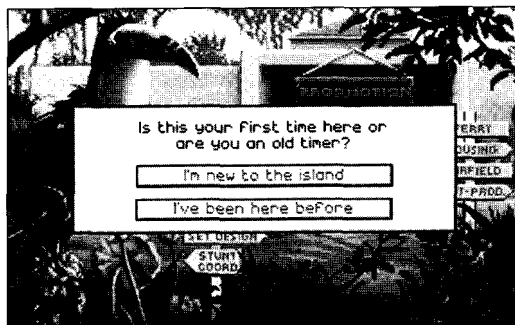 PRODUCTION
Is this your first time here or
are you an old timer?
FERRY
OUSING
I'm new to the island
RFIELD
T-PROD.
I've been here before
SET DESIGN
STUNT
COORD